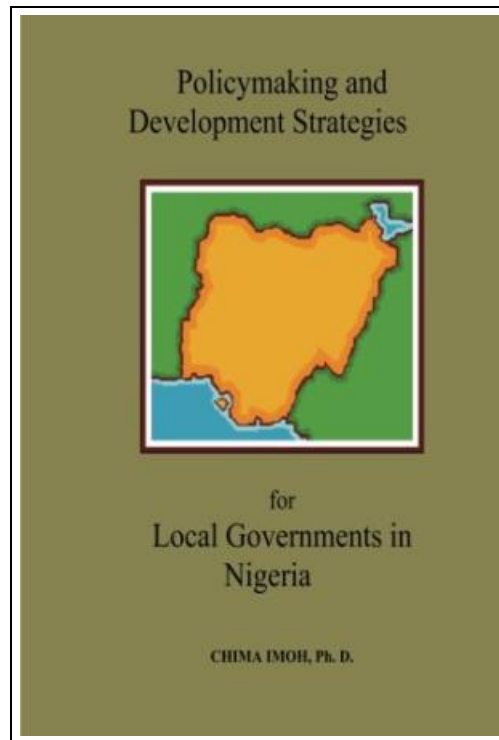 Policymaking and
Development Strategies
for
Local Governments in
Nigeria
CHIMA IMOH, Ph. D.